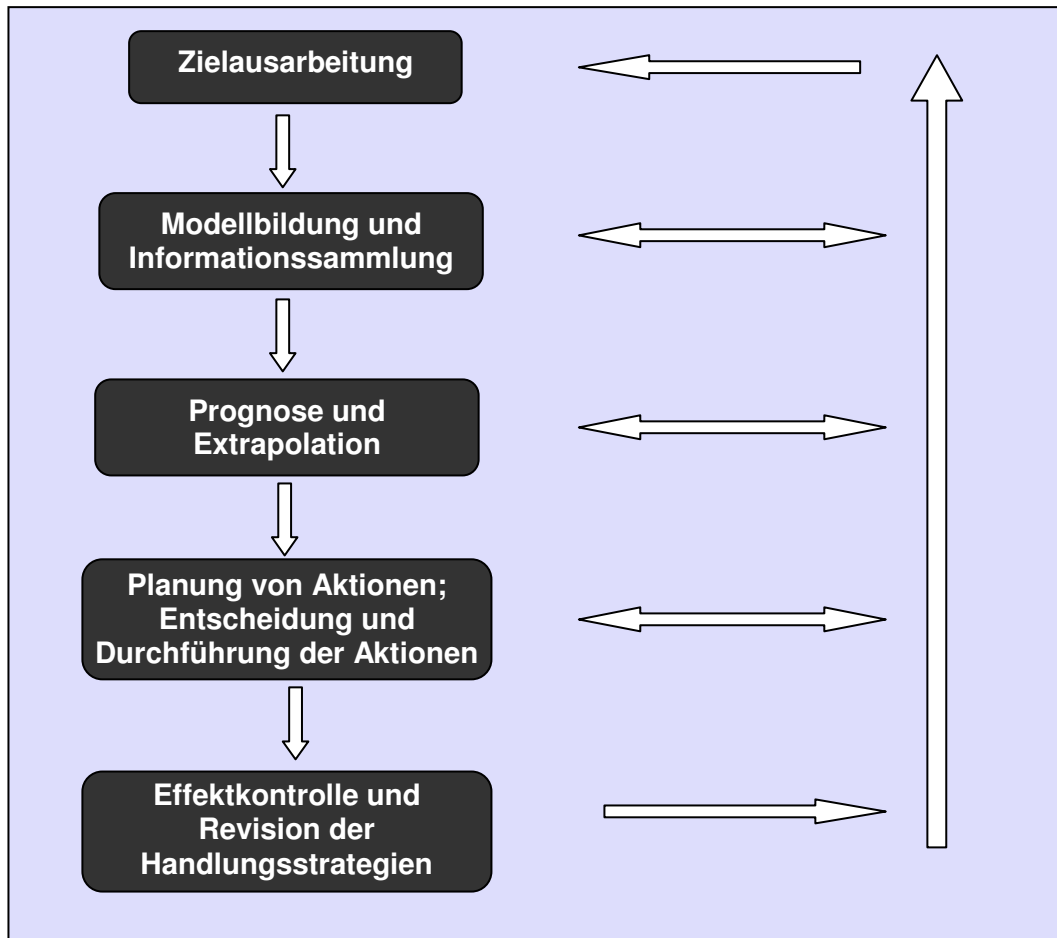 Zielausarbeitung
Modellbildung und
Informationssammlung
Prognose und
Extrapolation
Planung von Aktionen;
Entscheidung und
Durchführung der Aktionen
Effektkontrolle und
Revision der
Handlungsstrategien